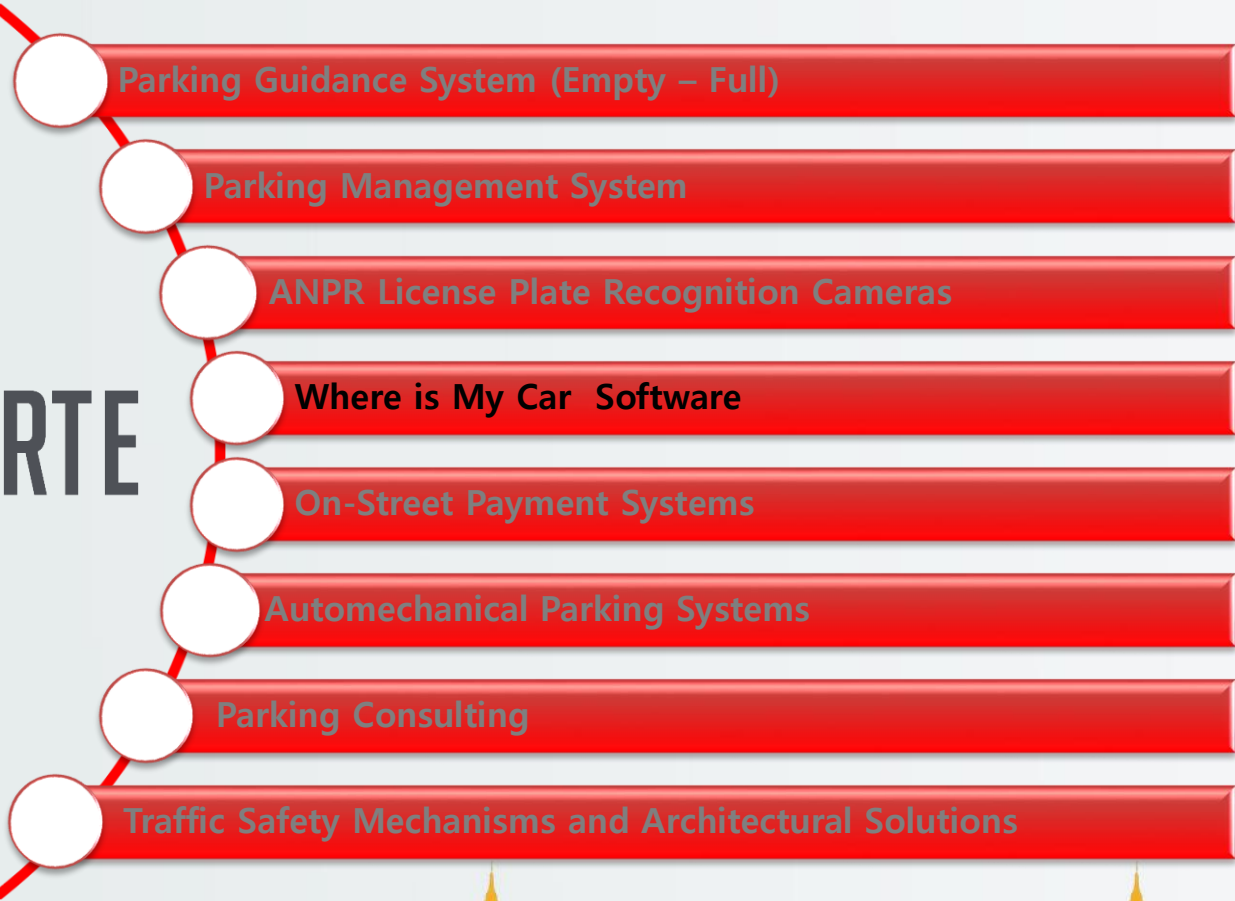 Parking Guidance System (Empty – Full)
Parking Management System
ANPR License Plate Recognition Cameras
RTE
Where is My Car  Software
On-Street Payment Systems
Automechanical Parking Systems
Parking Consulting
Traffic Safety Mechanisms and Architectural Solutions